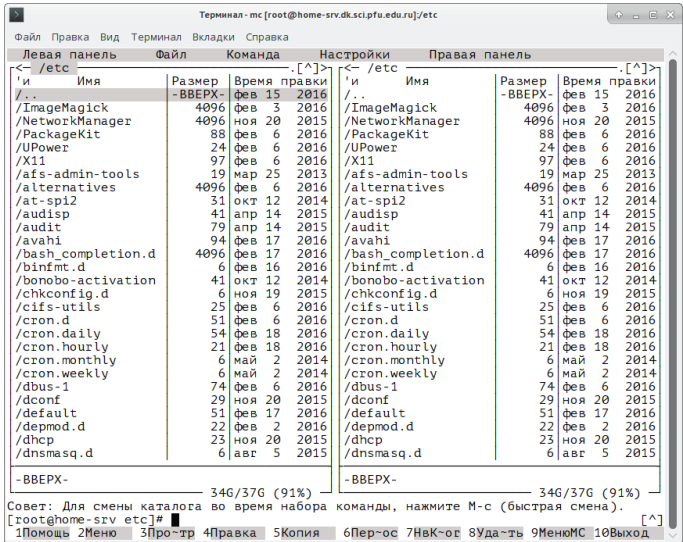 Терминал - mc [root@home-srv.dk.sci.pfu.edu.ru]:/etc
Файл Правка Вид Терминал Вкладки Справка
Левая панель Файл Команда Настройки Правая панель
<— /etc .[^]> <— /etc .[^]>
'и Имя Размер Время правки 'и Имя Размер Время правки
/.. -ВВЕРХ- фев 15 2016 /.. -ВВЕРХ- фев 15 2016
/ImageMagick 4096 фев 3 2016 /ImageMagick 4096 фев 3 2016
/NetworkManager 4096 ноя 20 2015 /NetworkManager 4096 ноя 20 2015
/PackageKit 88 фев 6 2016 /PackageKit 88 фев 6 2016
/UPower 24 фев 6 2016 /UPower 24 фев 6 2016
/X11 97 фев 6 2016 /X11 97 фев 6 2016
/afs-admin-tools 19 мар 25 2013 /afs-admin-tools 19 мар 25 2013
/alternatives 4096 фев 6 2016 /alternatives 4096 фев 6 2016
/at-spi2 31 окт 12 2014 /at-spi2 31 окт 12 2014
/audisp 41 апр 14 2015 /audisp 41 апр 14 2015
/audit 79 апр 14 2015 /audit 79 апр 14 2015
/avahi 94 фев 17 2016 /avahi 94 фев 17 2016
/bash_completion.d 4096 фев 17 2016 /bash_completion.d 4096 фев 17 2016
/binfmt.d 6 фев 16 2016 /binfmt.d 6 фев 16 2016
/bonobo-activation 41 окт 12 2014 /bonobo-activation 41 окт 12 2014
/chkconfig.d 6 ноя 19 2015 /chkconfig.d 6 ноя 19 2015
/cifs-utils 25 фев 6 2016 /cifs-utils 25 фев 6 2016
/cron.d 51 фев 6 2016 /cron.d 51 фев 6 2016
/cron.daily 54 фев 18 2016 /cron.daily 54 фев 18 2016
/cron.hourly 21 фев 18 2016 /cron.hourly 21 фев 18 2016
/cron.monthly 6 май 2 2014 /cron.monthly 6 май 2 2014
/cron.weekly 6 май 2 2014 /cron.weekly 6 май 2 2014
/dbus-1 74 фев 6 2016 /dbus-1 74 фев 6 2016
/dconf 29 ноя 20 2015 /dconf 29 ноя 20 2015
/default 51 фев 17 2016 /default 51 фев 17 2016
/depmod.d 22 фев 2 2016 /depmod.d 22 фев 2 2016
/dhcp 23 ноя 20 2015 /dhcp 23 ноя 20 2015
/dnsmasq.d 6 авг 5 2015 /dnsmasq.d 6 авг 5 2015
-ВВЕРХ- -ВВЕРХ-
34G/37G (91%) 34G/37G (91%)
Совет: Для смены каталога во время набора команды, нажмите M-c (быстрая смена).
[root@home-srv etc]# [^]
1Помощь 2Меню 3Про~тр 4Правка 5Копия 6Пер~ос 7НвК~ог 8Уда~ть 9МенюMC 10Выход